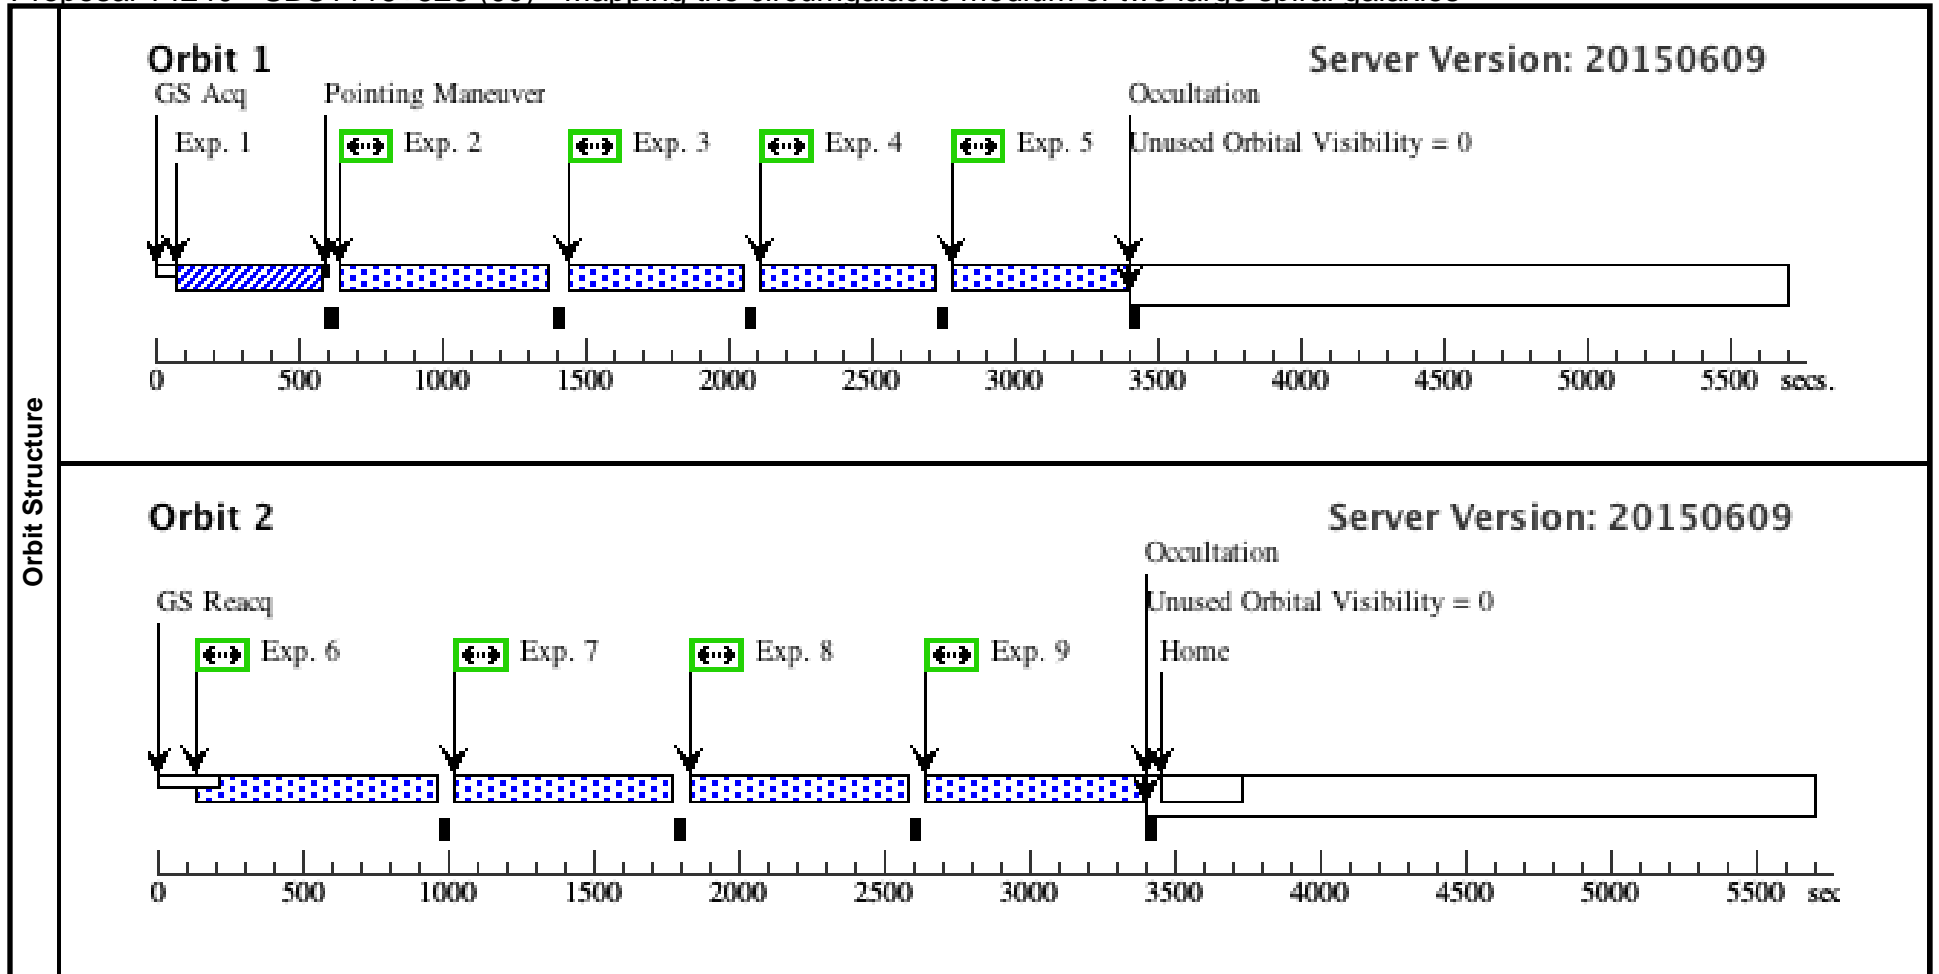 Orbit 1 Server Version: 20150609
GS Acq Pointing Maneuver Occultation
Exp. 1 Exp. 2 Exp. 3 Exp. 4 Exp. 5 Unused Orbital Visibility = 0
0 500 1000 1500 2000 2500 3000 3500 4000 4500 5000 5500 secs.
Orbit Structure
Orbit 2 Server Version: 20150609
Occultation
GS Reacq Unused Orbital Visibility = 0
Exp. 6 Exp. 7 Exp. 8 Exp. 9 Home
0 500 1000 1500 2000 2500 3000 3500 4000 4500 5000 5500 sec